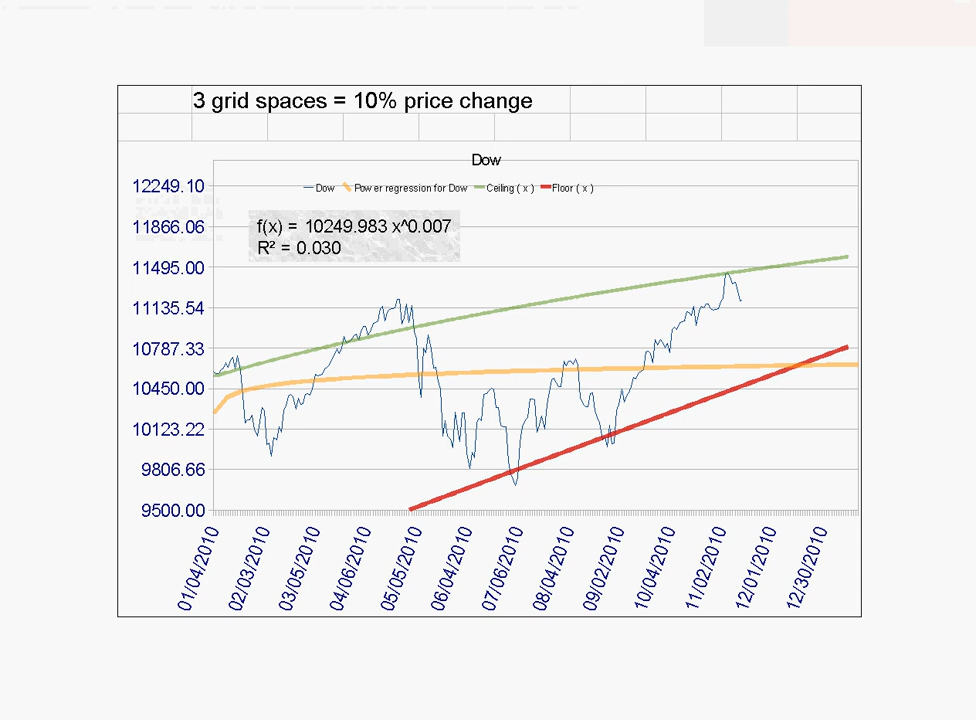 3 grid spaces = 10% price change
Dow
Dow Power regression for Dow Ceiling ( x ) Floor ( x )
12249.10
f(x) = 10249.983 x^0.007
11866.06
R² = 0.030
11495.00
11135.54
10787.33
10450.00
10123.22
9806.66
9500.00
01/04/2010 02/03/2010 03/05/2010 04/06/2010 05/05/2010 06/04/2010 07/06/2010 08/04/2010 09/02/2010 10/04/2010 11/02/2010 12/01/2010 12/30/2010